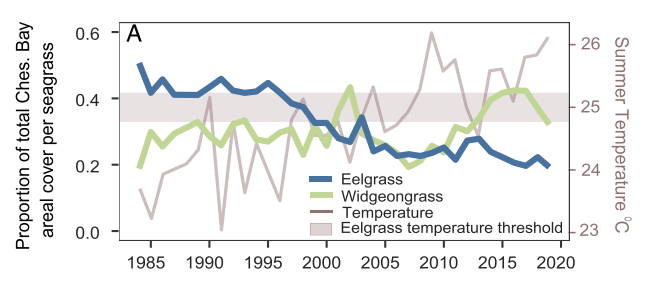 A
Proportion of total Ches. Bay
areal cover per seagrass
0.6
0.4
0.2
0.0
26
25
24
23
Summer Temperature °C
Eelgrass
Widgeongrass
Temperature
Eelgrass temperature threshold
1985 1990 1995 2000 2005 2010 2015 2020